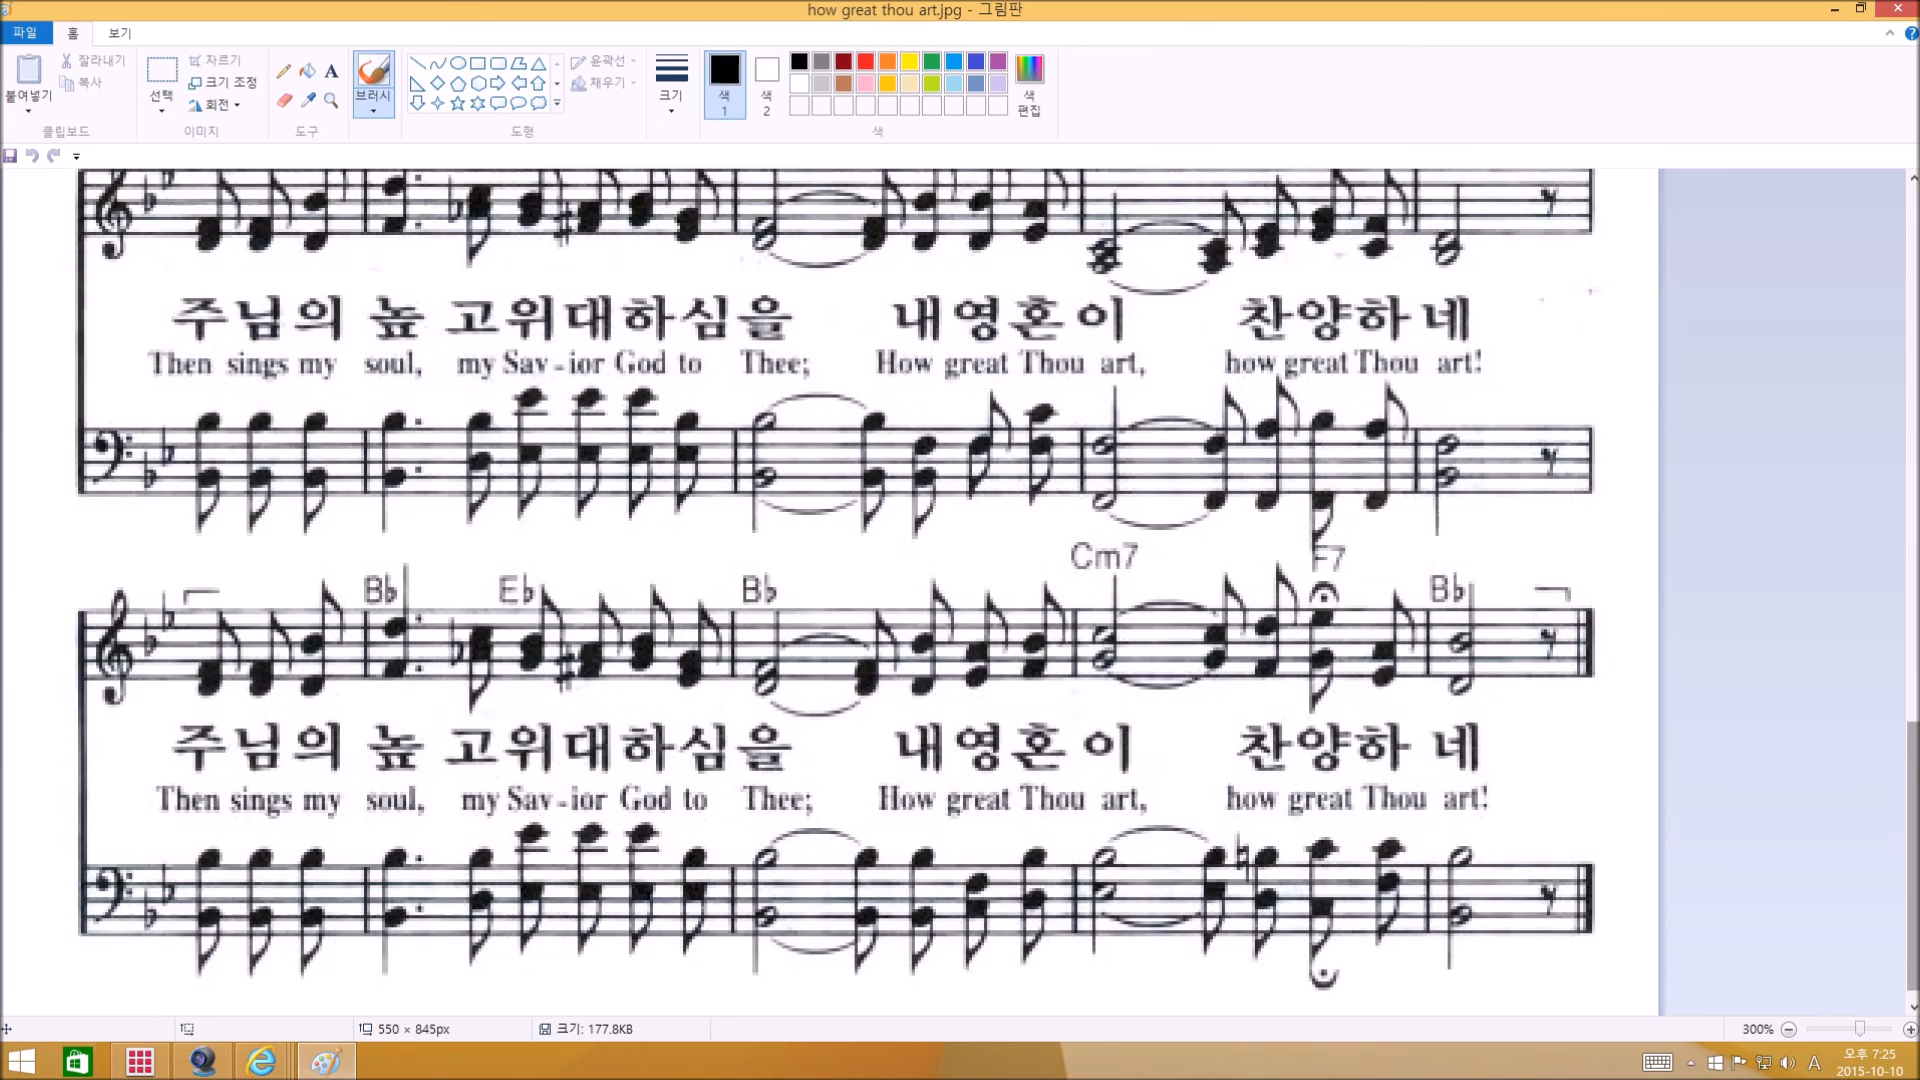 how great thou art.jpg - 그림판
파일 홈 보기
붙여넣기
잘라내기
복사
클립보드
선택
자르기
크기 조정
회전
이미지
A
도구
브러시
윤곽선
채우기
도형
크기
색
1
색
2
색
편집
색
주님의 높 고위대하심을 내영혼이 찬양하 네
Then sings my soul, my Sav-ior God to Thee; How great Thou art, how great Thou art!
B♭ E♭ B♭ Cm7 F7 B♭
주님의 높 고위대하심을 내영혼 이 찬양하 네
Then sings my soul, my Sav-ior God to Thee; How great Thou art, how great Thou art!
550 × 845px 크기: 177.8KB 300%
A 오후 7:25
2015-10-10